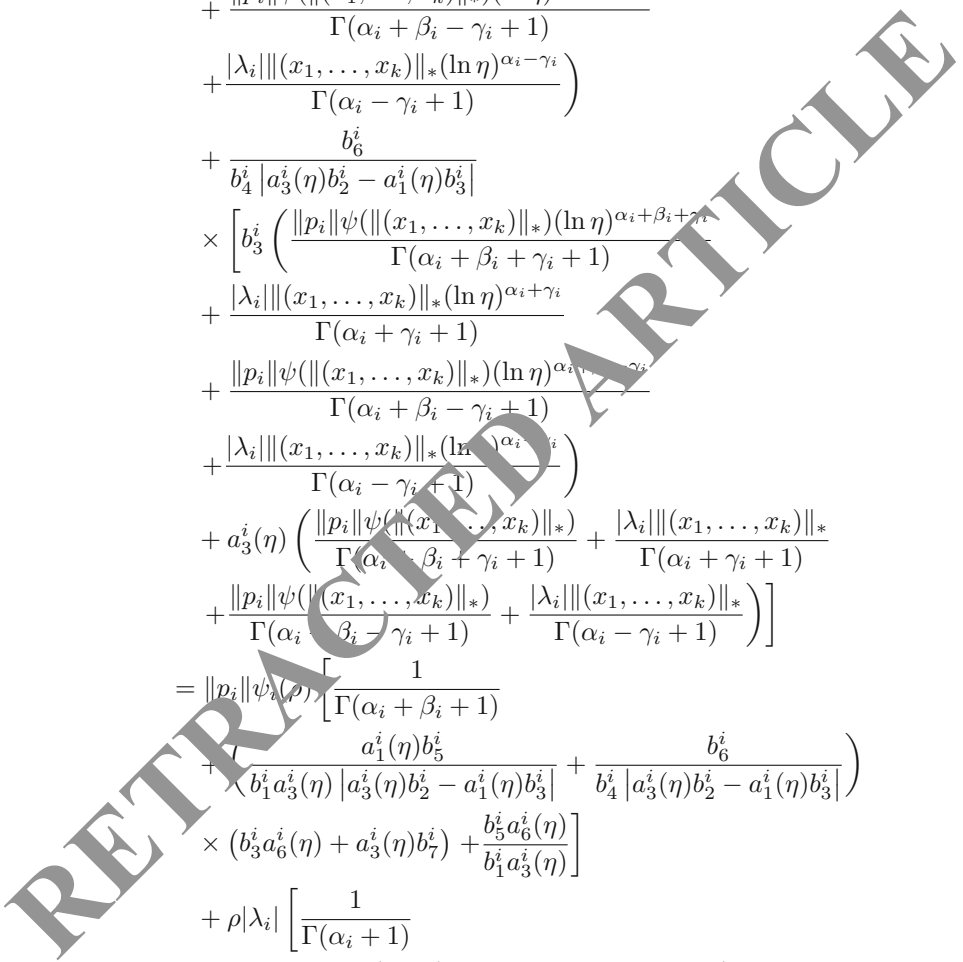 + \frac{\|p_i\|\psi(\|(x_1, \ldots, x_k)\|_*)(\ln \eta)}{\Gamma(\alpha_i + \beta_i - \gamma_i + 1)}
+ \frac{|\lambda_i|\|(x_1, \ldots, x_k)\|_*(\ln \eta)^{\alpha_i - \gamma_i}}{\Gamma(\alpha_i - \gamma_i + 1)} \Bigg)
+ \frac{b_6^i}{b_4^i |a_3^i(\eta)b_2^i - a_1^i(\eta)b_3^i|}
\times \Bigg[ b_3^i \Bigg( \frac{\|p_i\|\psi(\|(x_1, \ldots, x_k)\|_*)(\ln \eta)^{\alpha_i + \beta_i + \gamma_i}}{\Gamma(\alpha_i + \beta_i + \gamma_i + 1)}
+ \frac{|\lambda_i|\|(x_1, \ldots, x_k)\|_*(\ln \eta)^{\alpha_i + \gamma_i}}{\Gamma(\alpha_i + \gamma_i + 1)}
+ \frac{\|p_i\|\psi(\|(x_1, \ldots, x_k)\|_*)(\ln \eta)^{\alpha_i + \beta_i - \gamma_i}}{\Gamma(\alpha_i + \beta_i - \gamma_i + 1)}
+ \frac{|\lambda_i|\|(x_1, \ldots, x_k)\|_*(\ln \eta)^{\alpha_i - \gamma_i}}{\Gamma(\alpha_i - \gamma_i + 1)} \Bigg)
+ a_3^i(\eta) \Bigg( \frac{\|p_i\|\psi(\|(x_1, \ldots, x_k)\|_*)}{\Gamma(\alpha_i + \beta_i + \gamma_i + 1)} + \frac{|\lambda_i|\|(x_1, \ldots, x_k)\|_*}{\Gamma(\alpha_i + \gamma_i + 1)}
+ \frac{\|p_i\|\psi(\|(x_1, \ldots, x_k)\|_*)}{\Gamma(\alpha_i + \beta_i - \gamma_i + 1)} + \frac{|\lambda_i|\|(x_1, \ldots, x_k)\|_*}{\Gamma(\alpha_i - \gamma_i + 1)} \Bigg) \Bigg]
= \|p_i\|\psi_i(\rho) \Bigg[ \frac{1}{\Gamma(\alpha_i + \beta_i + 1)}
+ \Bigg( \frac{a_1^i(\eta)b_5^i}{b_1^i a_3^i(\eta) |a_3^i(\eta)b_2^i - a_1^i(\eta)b_3^i|} + \frac{b_6^i}{b_4^i |a_3^i(\eta)b_2^i - a_1^i(\eta)b_3^i|} \Bigg)
\times (b_3^i a_6^i(\eta) + a_3^i(\eta)b_7^i) + \frac{b_5^i a_6^i(\eta)}{b_1^i a_3^i(\eta)} \Bigg]
+ \rho|\lambda_i| \Bigg[ \frac{1}{\Gamma(\alpha_i + 1)}
RETRACTED ARTICLE